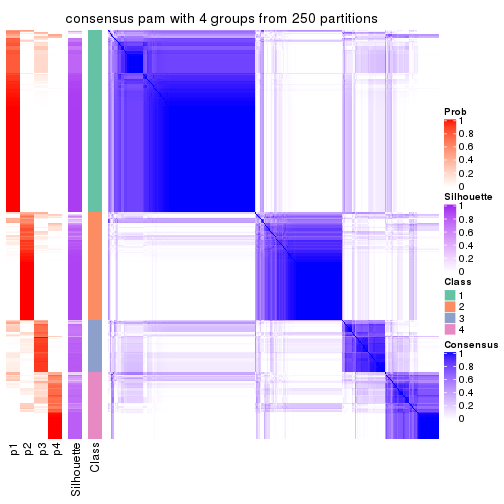 consensus pam with 4 groups from 250 partitions
Prob
1
0.8
0.6
0.4
0.2
0
Silhouette
1
0.8
0.6
0.4
0.2
0
Class
1
2
3
4
Consensus
1
0.8
0.6
0.4
0.2
0
p1
p2
p3
p4
Silhouette
Class